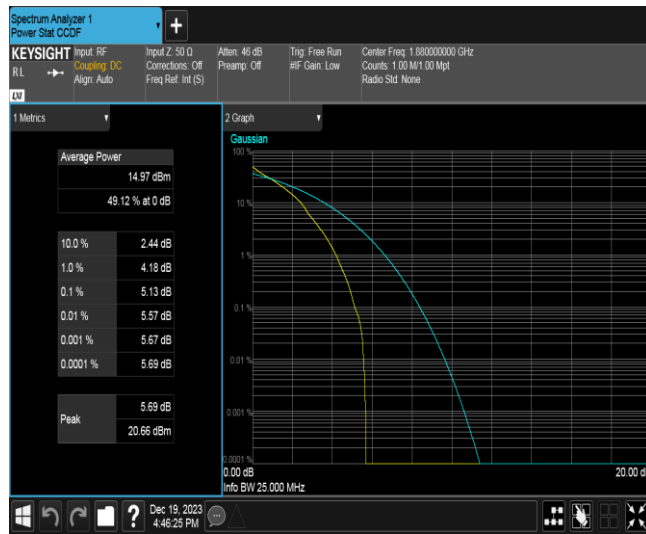 Spectrum Analyzer 1
Power Stat CCDF
+
KEYSIGHT
RL
LXI
Input: RF
Coupling: DC
Align: Auto
Input Z: 50 Ω
Corrections: Off
Freq Ref: Int (S)
Atten: 46 dB
Preamp: Off
Trig: Free Run
#IF Gain: Low
Center Freq: 1.880000000 GHz
Counts: 1.00 M/1.00 Mpt
Radio Std: None
1 Metrics
Average Power
14.97 dBm
49.12 % at 0 dB
10.0 % 2.44 dB
1.0 % 4.18 dB
0.1 % 5.13 dB
0.01 % 5.57 dB
0.001 % 5.67 dB
0.0001 % 5.69 dB
Peak
5.69 dB
20.66 dBm
2 Graph
Gaussian
100 %
10 %
1 %
0.1 %
0.01 %
0.001 %
0.0001 %
0.00 dB
20.00 d
Info BW 25.000 MHz
?
Dec 19, 2023
4:46:25 PM